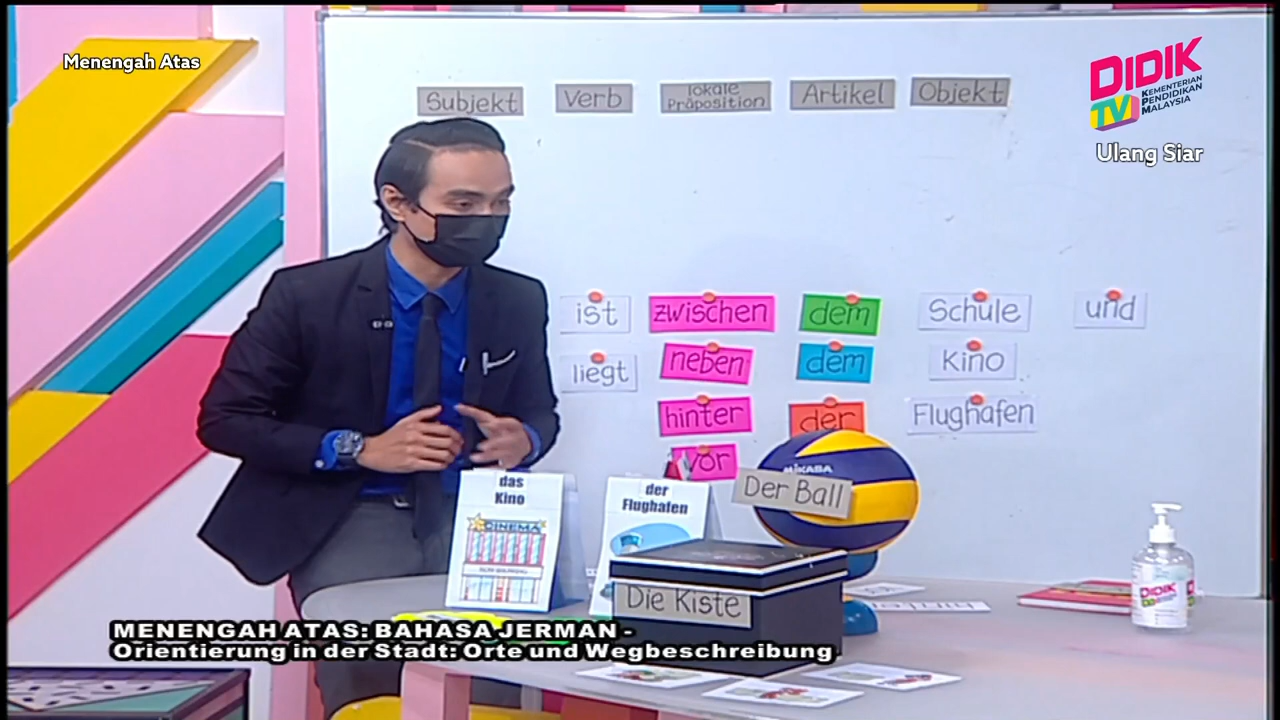 Menengah Atas
DIDIK
TV
KEMENTERIAN
PENDIDIKAN
MALAYSIA
Ulang Siar
Subjekt Verb lokale Präposition Artikel Objekt
ist zwischen dem Schule und
liegt neben dem Kino
hinter der Flughafen
vor
das
Kino
CINEMA
der
Flughafen
MIKASA
Der Ball
Die Kiste
DIDIK
TV
MENENGAH ATAS: BAHASA JERMAN -
Orientierung in der Stadt: Orte und Wegbeschreibung